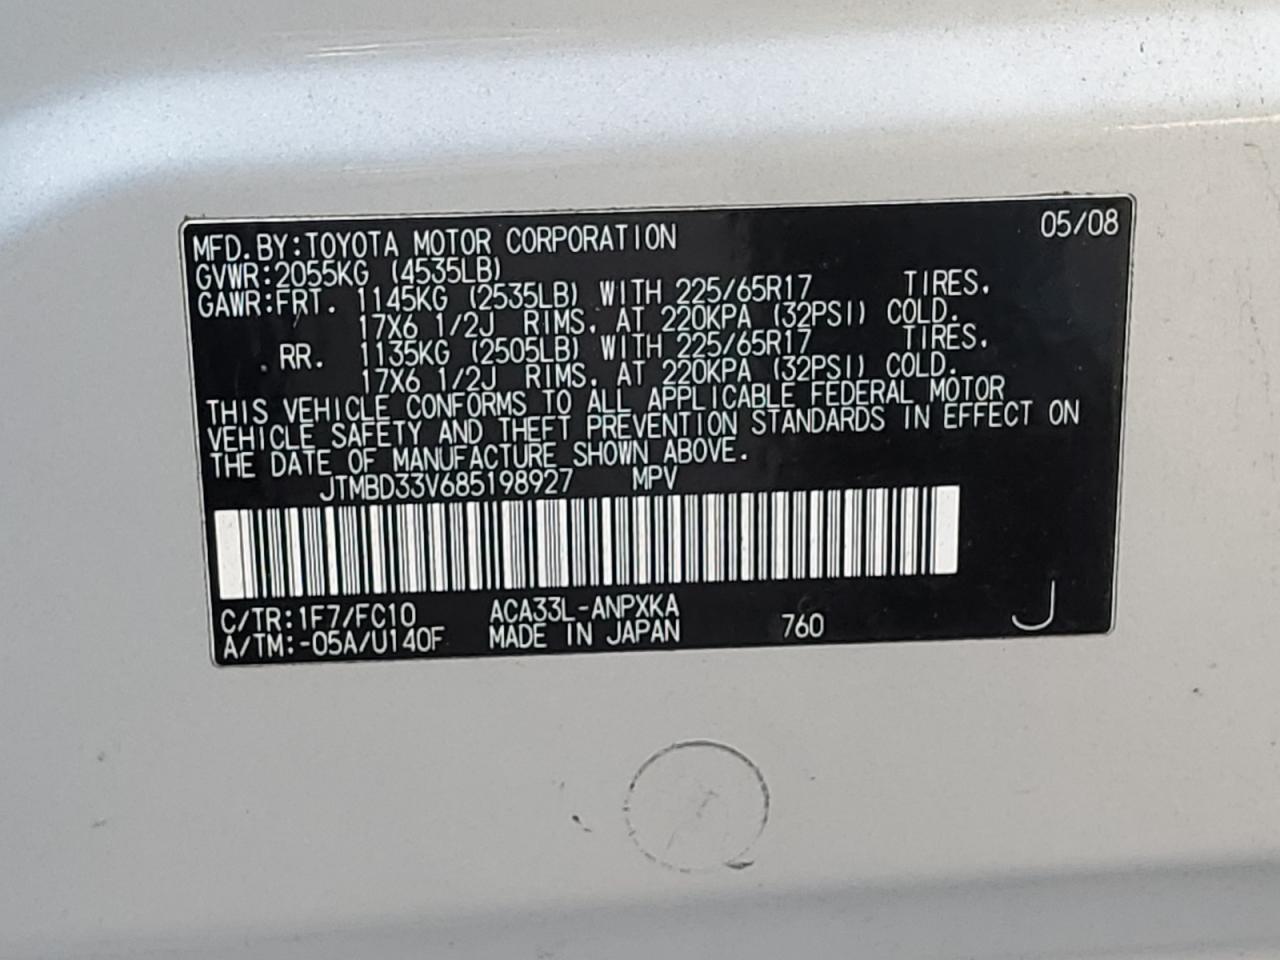 MFD.BY:TOYOTA MOTOR CORPORATION 05/08
GVWR:2055KG (4535LB)
GAWR:FRT. 1145KG (2535LB) WITH 225/65R17 TIRES,
17X6 1/2J RIMS, AT 220KPA (32PSI) COLD.
RR. 1135KG (2505LB) WITH 225/65R17 TIRES,
17X6 1/2J RIMS, AT 220KPA (32PSI) COLD.
THIS VEHICLE CONFORMS TO ALL APPLICABLE FEDERAL MOTOR
VEHICLE SAFETY AND THEFT PREVENTION STANDARDS IN EFFECT ON
THE DATE OF MANUFACTURE SHOWN ABOVE.
JTMBD33V685198927 MPV
C/TR:1F7/FC10 ACA33L-ANPXKA
A/TM:-05A/U140F MADE IN JAPAN 760 J